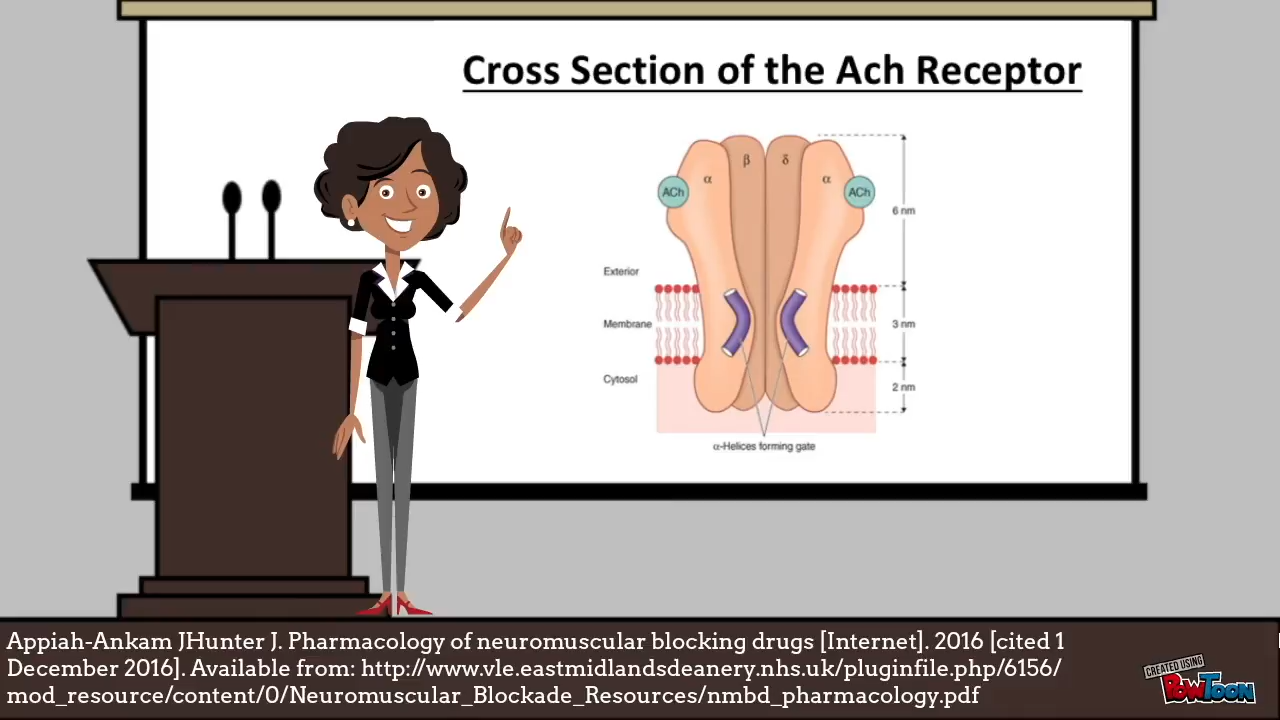 Cross Section of the Ach Receptor
β
δ
α
α
ACh
ACh
6 nm
Exterior
Membrane
3 nm
Cytosol
2 nm
α-Helices forming gate
Appiah-Ankam JHunter J. Pharmacology of neuromuscular blocking drugs [Internet]. 2016 [cited 1
December 2016]. Available from: http://www.vle.eastmidlandsdeanery.nhs.uk/pluginfile.php/6156/
mod_resource/content/0/Neuromuscular_Blockade_Resources/nmbd_pharmacology.pdf
CREATED USING
POWTOON